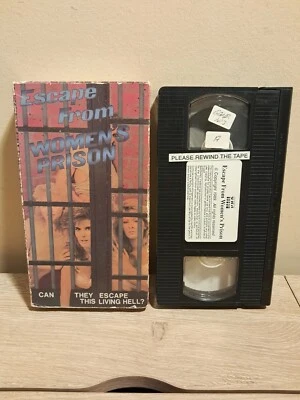 Escape
From
WOMEN'S
PRISON
CAN THEY ESCAPE
THIS LIVING HELL?
PLEASE REWIND THE TAPE
Escape From Women's Prison